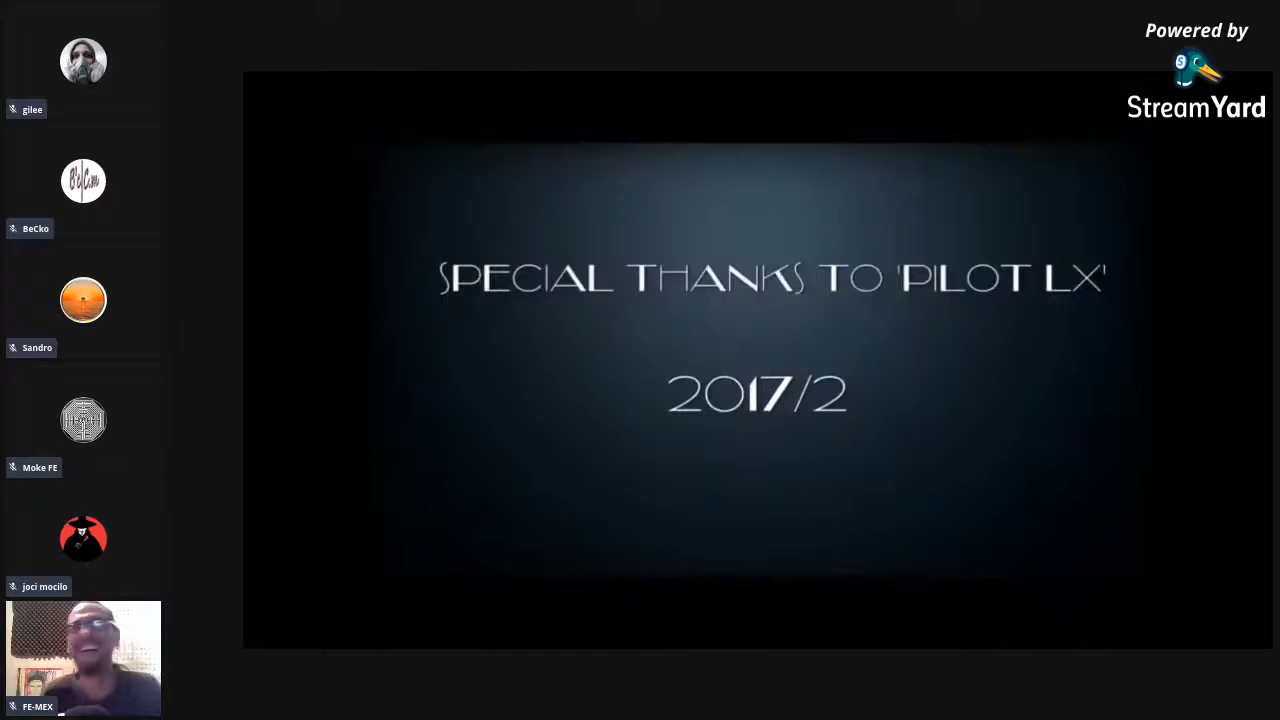 Powered by
StreamYard
gilee
BeCko
Sandro
Moke FE
joci mocilo
FE-MEX
SPECIAL THANKS TO 'PILOT LX'
2017/2